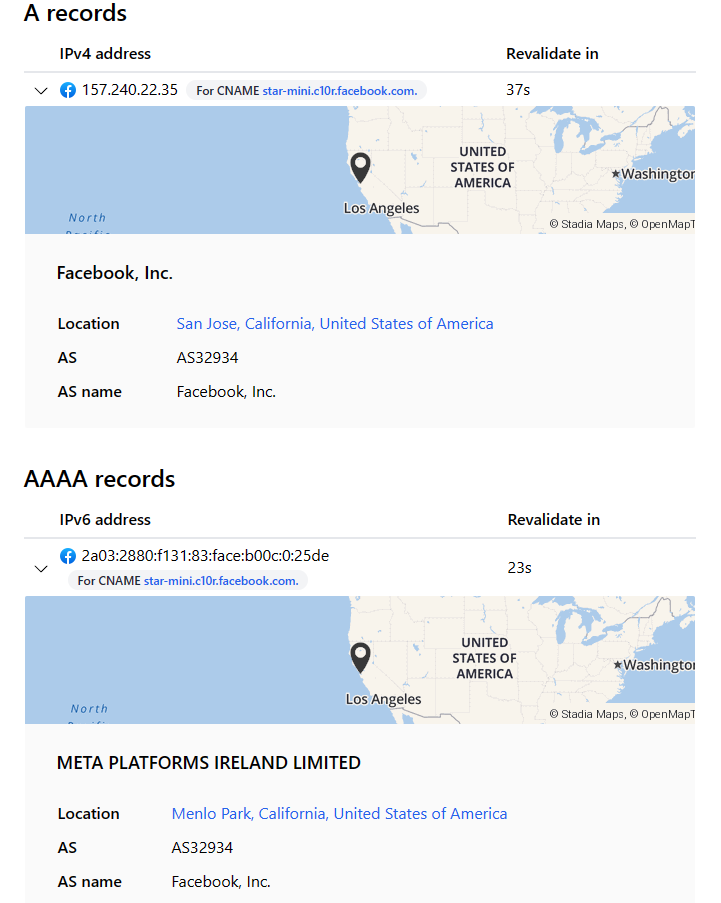 A records
IPv4 address Revalidate in
157.240.22.35 For CNAME star-mini.c10r.facebook.com. 37s
UNITED
STATES OF
AMERICA
Washington
Los Angeles
North
© Stadia Maps, © OpenMapT
Facebook, Inc.
Location San Jose, California, United States of America
AS AS32934
AS name Facebook, Inc.
AAAA records
IPv6 address Revalidate in
2a03:2880:f131:83:face:b00c:0:25de
For CNAME star-mini.c10r.facebook.com. 23s
UNITED
STATES OF
AMERICA
Washington
Los Angeles
North
© Stadia Maps, © OpenMapT
META PLATFORMS IRELAND LIMITED
Location Menlo Park, California, United States of America
AS AS32934
AS name Facebook, Inc.